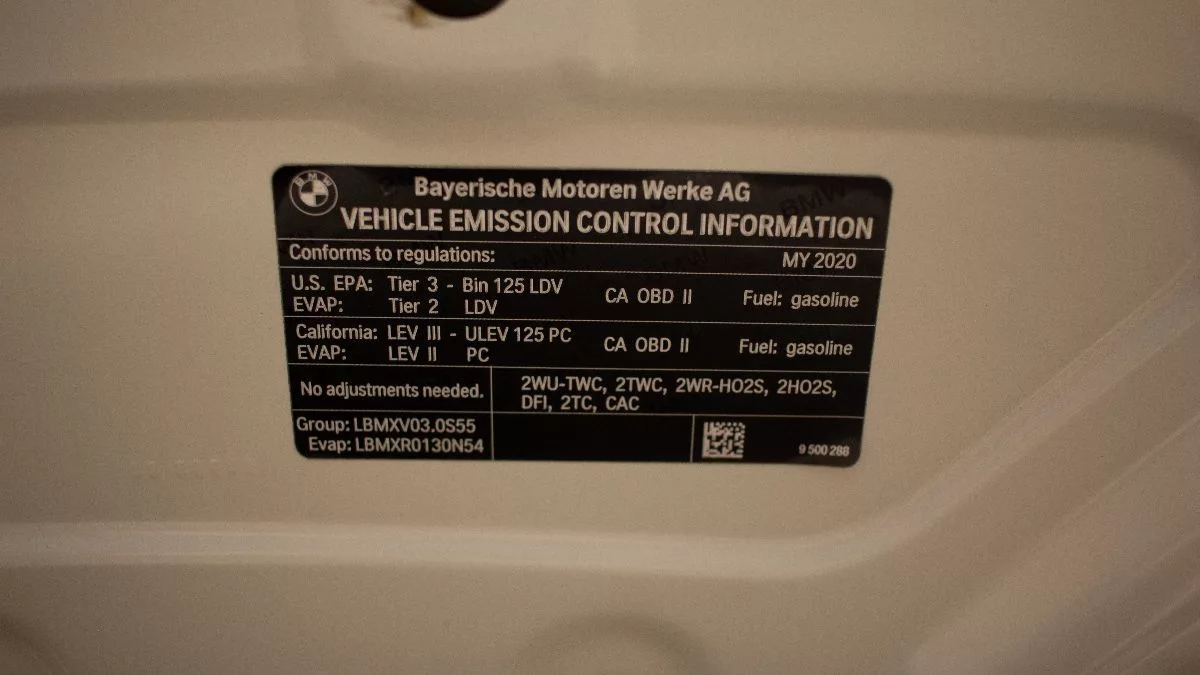 BMW
Bayerische Motoren Werke AG
VEHICLE EMISSION CONTROL INFORMATION
Conforms to regulations: MY 2020
U.S. EPA: Tier 3 - Bin 125 LDV CA OBD II Fuel: gasoline
EVAP: Tier 2 LDV
California: LEV III - ULEV 125 PC CA OBD II Fuel: gasoline
EVAP: LEV II PC
No adjustments needed. 2WU-TWC, 2TWC, 2WR-HO2S, 2HO2S,
DFI, 2TC, CAC
Group: LBMXV03.0S55
Evap: LBMXR0130N54
9 500 288